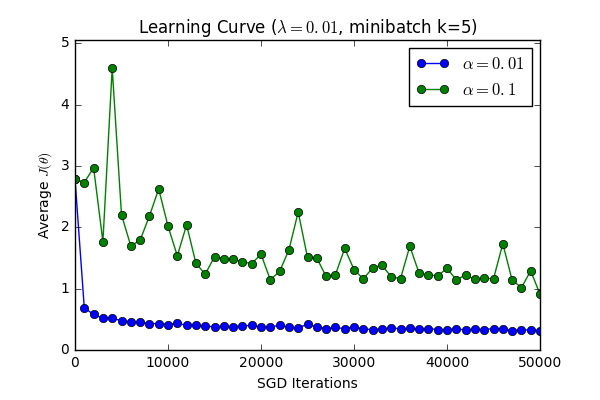 Learning Curve (λ = 0.01, minibatch k=5)
α = 0.01
α = 0.1
Average J(θ)
5
4
3
2
1
0
0 10000 20000 30000 40000 50000
SGD Iterations